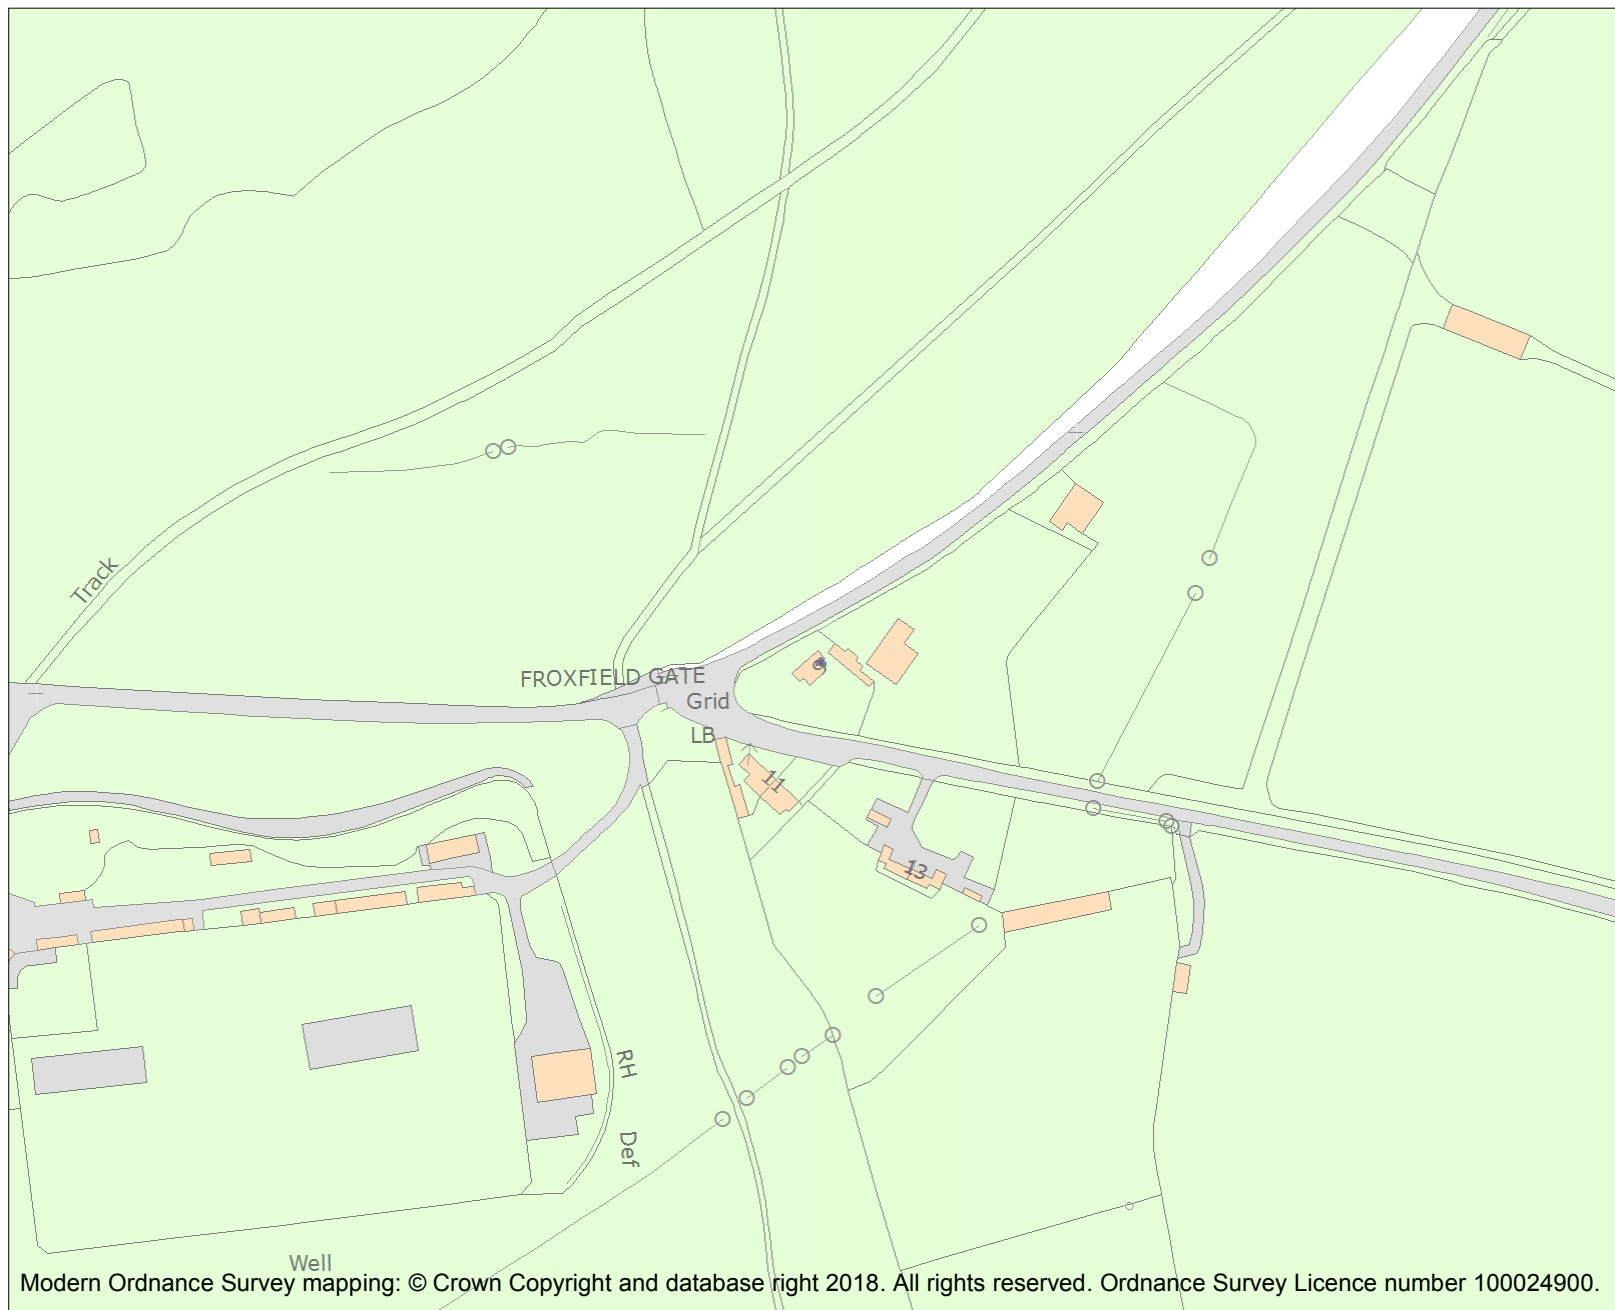 Track
FROXFIELD GATE
9
Grid
LB
11
13
RH
Def
Well
Modern Ordnance Survey mapping: © Crown Copyright and database right 2018. All rights reserved. Ordnance Survey Licence number 100024900.